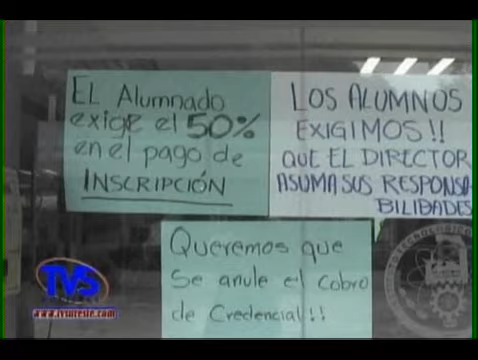 EL Alumnado
exige el 50%
en el pago de
INSCRIPCIÓN
LOS ALUMNOS
EXIGIMOS!!
QUE EL DIRECTOR
ASUMA SUS RESPONSA
BILIDADES
Queremos que
Se anule el cobro
de Credencial!!
TVS
www.tvsureste.com